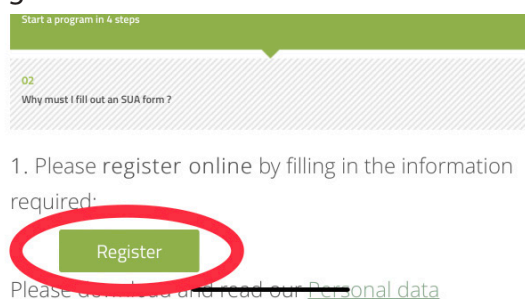 Start a program in 4 steps
02
Why must I fill out an SUA form ?
1. Please register online by filling in the information
required:
Register
Please download and read our Personal data